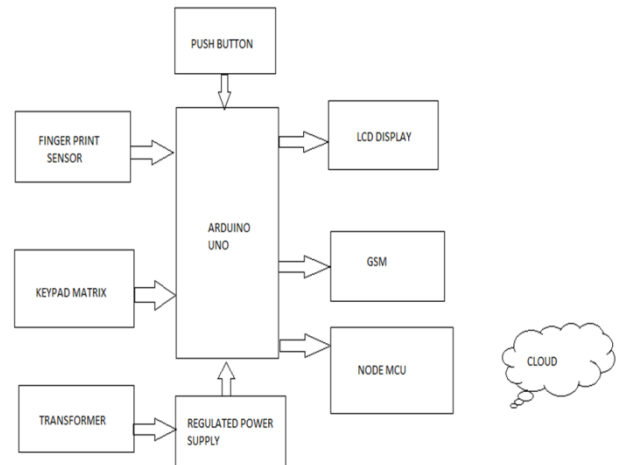 PUSH BUTTON
FINGER PRINT
SENSOR
LCD DISPLAY
ARDUINO
UNO
GSM
KEYPAD MATRIX
NODE MCU
CLOUD
TRANSFORMER
REGULATED POWER
SUPPLY